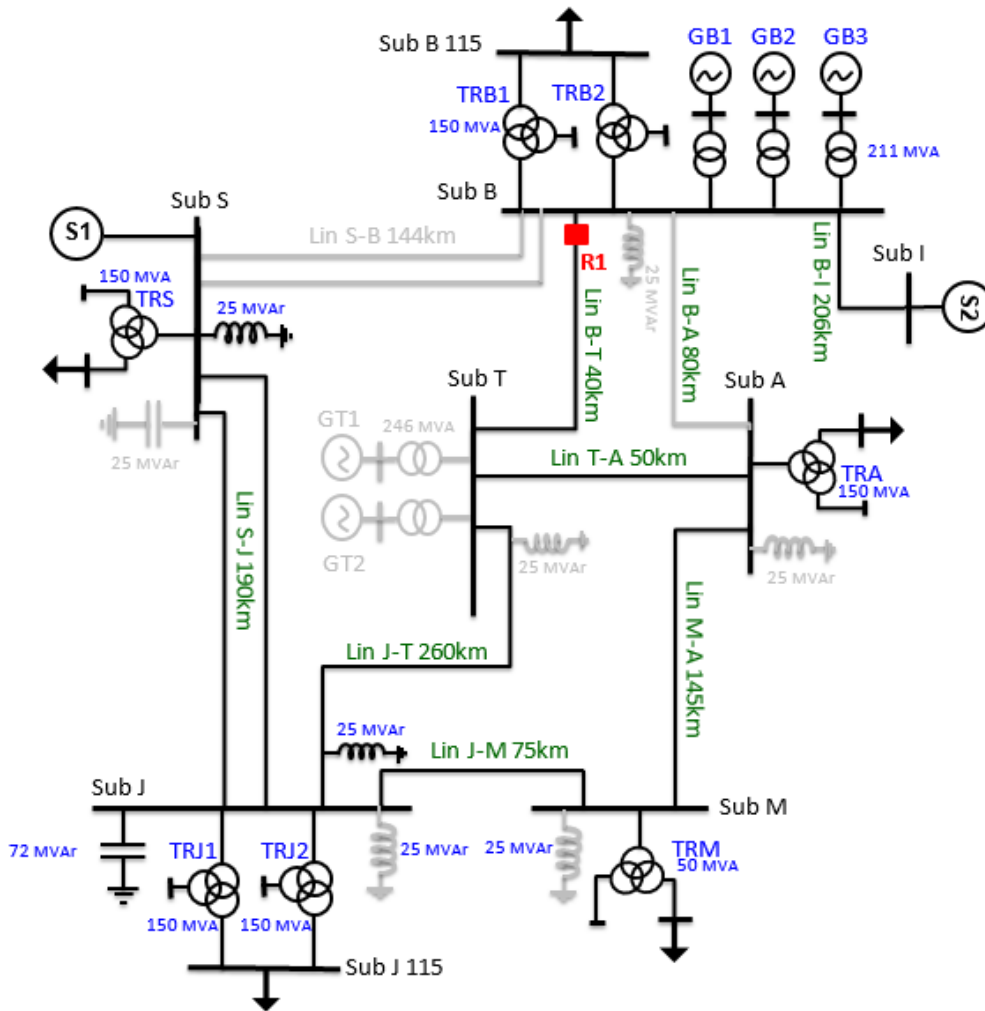 Sub B 115
GB1
GB2
GB3
TRB1
TRB2
150 MVA
211 MVA
Sub B
Sub S
S1
Lin S-B 144km
R1
25 MVAr
Lin B-T 40km
Lin B-A 80km
Lin B-I 206km
Sub I
S2
150 MVA
TRS
25 MVAr
Sub T
Sub A
GT1
246 MVA
25 MVAr
Lin T-A 50km
TRA
150 MVA
GT2
25 MVAr
25 MVAr
Lin S-J 190km
Lin J-T 260km
Lin M-A 145km
25 MVAr
Lin J-M 75km
Sub J
Sub M
72 MVAr
TRJ1
TRJ2
25 MVAr
25 MVAr
TRM
50 MVA
150 MVA
150 MVA
Sub J 115